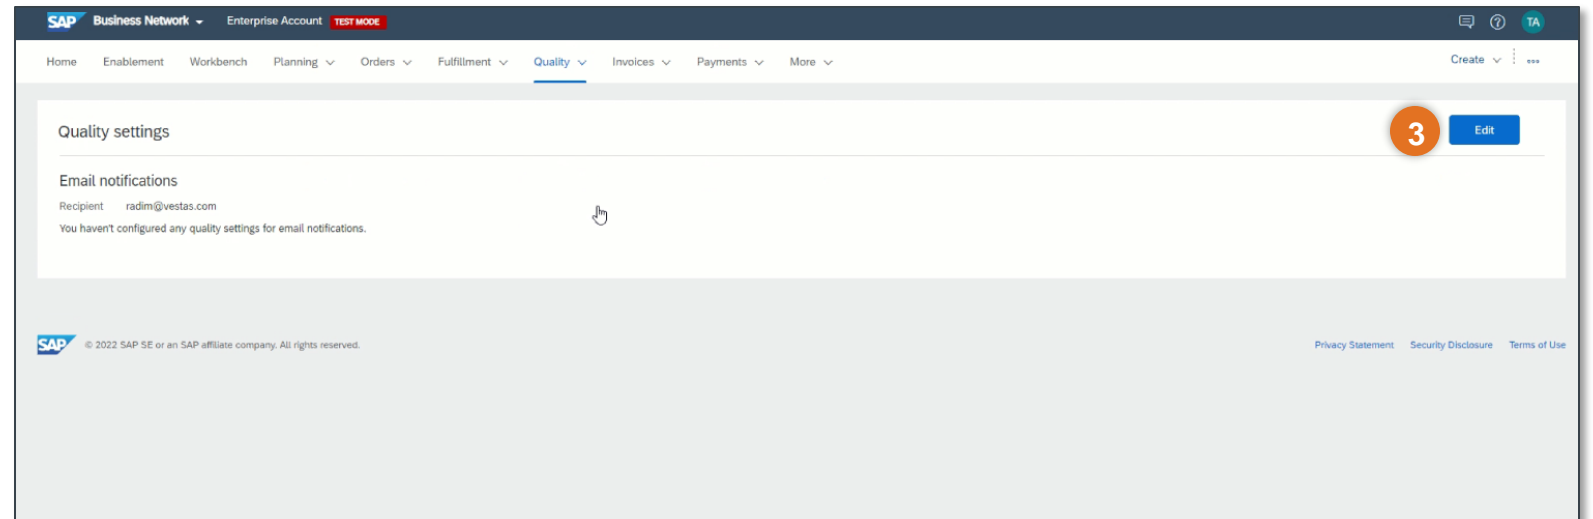 SAP Business Network Enterprise Account TEST MODE TA
Home Enablement Workbench Planning Orders Fulfillment Quality Invoices Payments More Create
Quality settings 3 Edit
Email notifications
Recipient radim@vestas.com
You haven't configured any quality settings for email notifications.
SAP © 2022 SAP SE or an SAP affiliate company. All rights reserved. Privacy Statement Security Disclosure Terms of Use